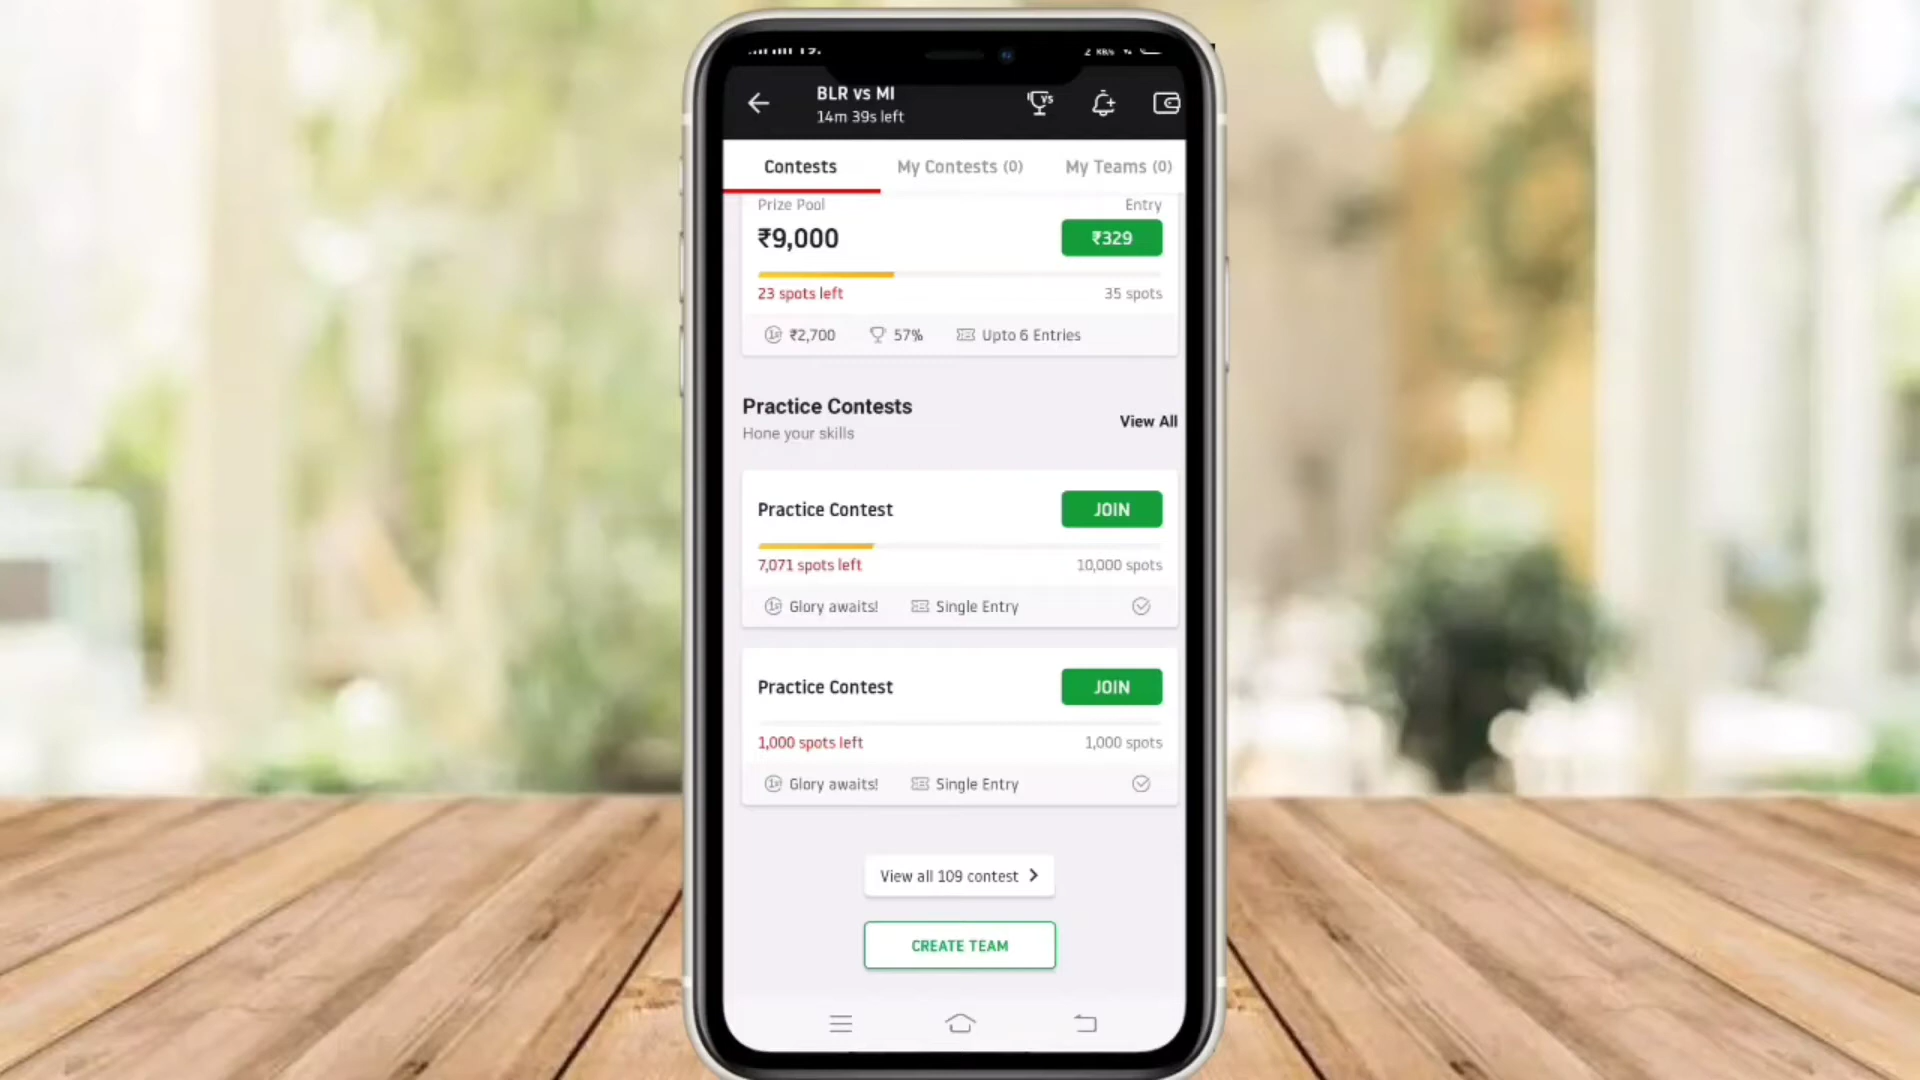 BLR vs MI
14m 39s left
Contests
My Contests (0)
My Teams (0)
Prize Pool
Entry
₹9,000
₹329
23 spots left
35 spots
₹2,700
57%
Upto 6 Entries
Practice Contests
View All
Hone your skills
Practice Contest
JOIN
7,071 spots left
10,000 spots
Glory awaits!
Single Entry
Practice Contest
JOIN
1,000 spots left
1,000 spots
Glory awaits!
Single Entry
View all 109 contest
CREATE TEAM